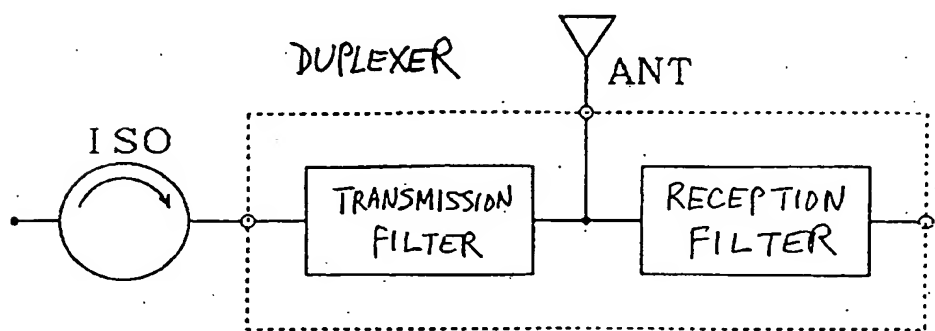 DUPLEXER
ANT
ISO
TRANSMISSION
FILTER
RECEPTION
FILTER